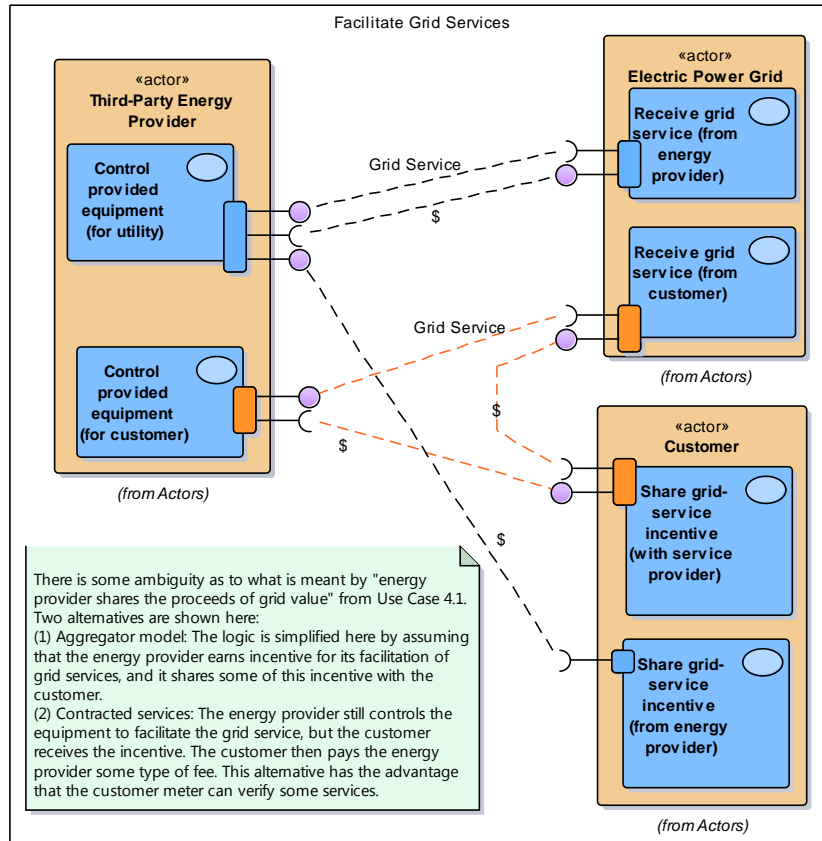 Facilitate Grid Services
«actor»
Third-Party Energy
Provider
Control
provided
equipment
(for utility)
Control
provided
equipment
(for customer)
(from Actors)
Grid Service
$
Grid Service
$
$
$
«actor»
Electric Power Grid
Receive grid
service (from
energy
provider)
Receive grid
service (from
customer)
(from Actors)
«actor»
Customer
Share grid-
service
incentive
(with service
provider)
Share grid-
service
incentive
(from energy
provider)
(from Actors)
There is some ambiguity as to what is meant by "energy
provider shares the proceeds of grid value" from Use Case 4.1.
Two alternatives are shown here:
(1) Aggregator model: The logic is simplified here by assuming
that the energy provider earns incentive for its facilitation of
grid services, and it shares some of this incentive with the
customer.
(2) Contracted services: The energy provider still controls the
equipment to facilitate the grid service, but the customer
receives the incentive. The customer then pays the energy
provider some type of fee. This alternative has the advantage
that the customer meter can verify some services.